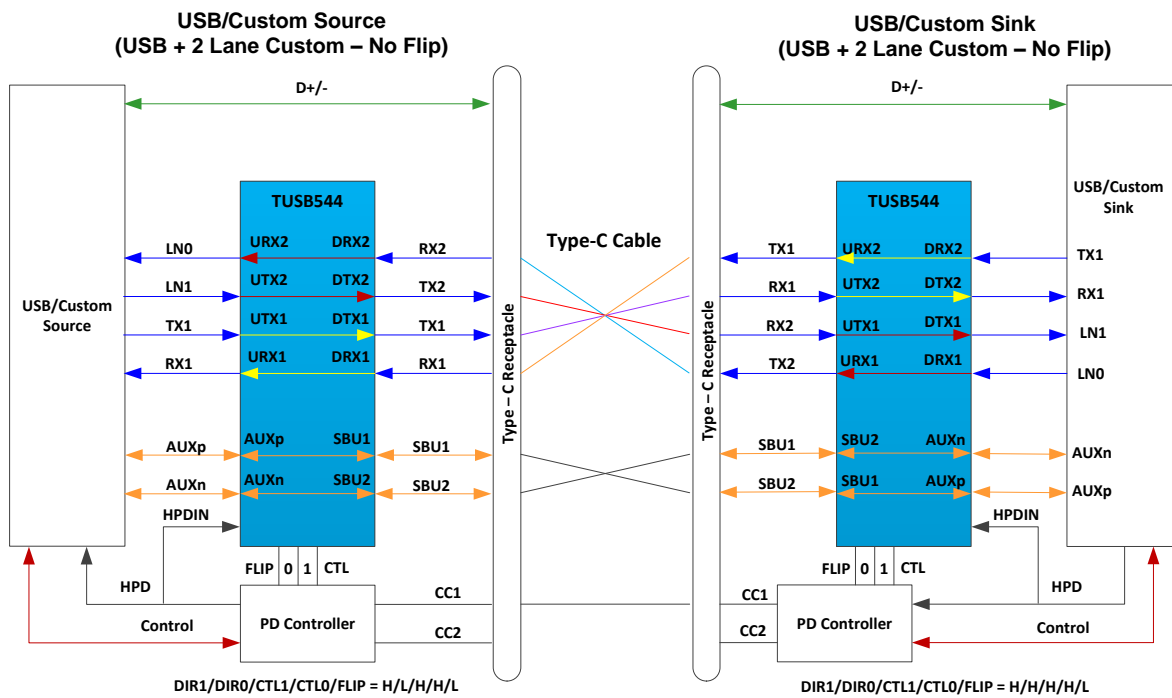 USB/Custom Source
(USB + 2 Lane Custom – No Flip)
USB/Custom Sink
(USB + 2 Lane Custom – No Flip)
D+/-
D+/-
TUSB544
TUSB544
USB/Custom
Sink
Type-C Cable
LN0
URX2
DRX2
RX2
TX1
URX2
DRX2
TX1
LN1
UTX2
DTX2
TX2
RX1
UTX2
DTX2
RX1
USB/Custom
Source
TX1
UTX1
DTX1
TX1
RX2
UTX1
DTX1
LN1
RX1
URX1
DRX1
RX1
TX2
URX1
DRX1
LN0
Type – C Receptacle
Type – C Receptacle
AUXp
AUXp
SBU1
SBU1
SBU1
SBU2
AUXn
AUXn
AUXn
AUXn
SBU2
SBU2
SBU2
SBU1
AUXp
AUXp
HPDIN
HPDIN
FLIP 0 1 CTL
FLIP 0 1 CTL
HPD
CC1
CC1
HPD
Control
PD Controller
CC2
CC2
PD Controller
Control
DIR1/DIR0/CTL1/CTL0/FLIP = H/L/H/H/L
DIR1/DIR0/CTL1/CTL0/FLIP = H/H/H/H/L